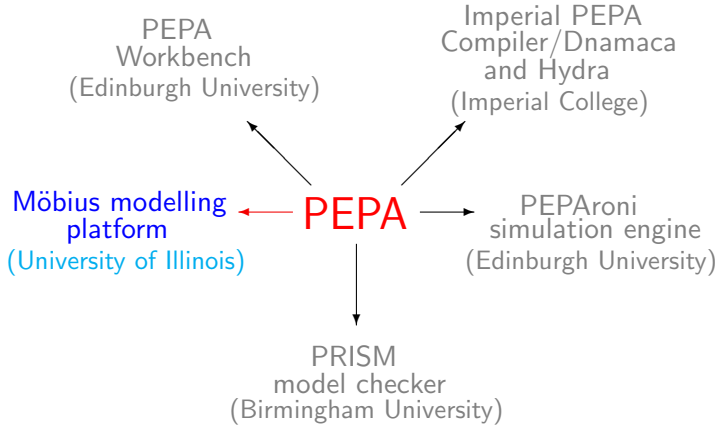 PEPA
Workbench
(Edinburgh University)
Imperial PEPA
Compiler/Dnamaca
and Hydra
(Imperial College)
Möbius modelling
platform
(University of Illinois)
PEPA
PEPAroni
simulation engine
(Edinburgh University)
PRISM
model checker
(Birmingham University)